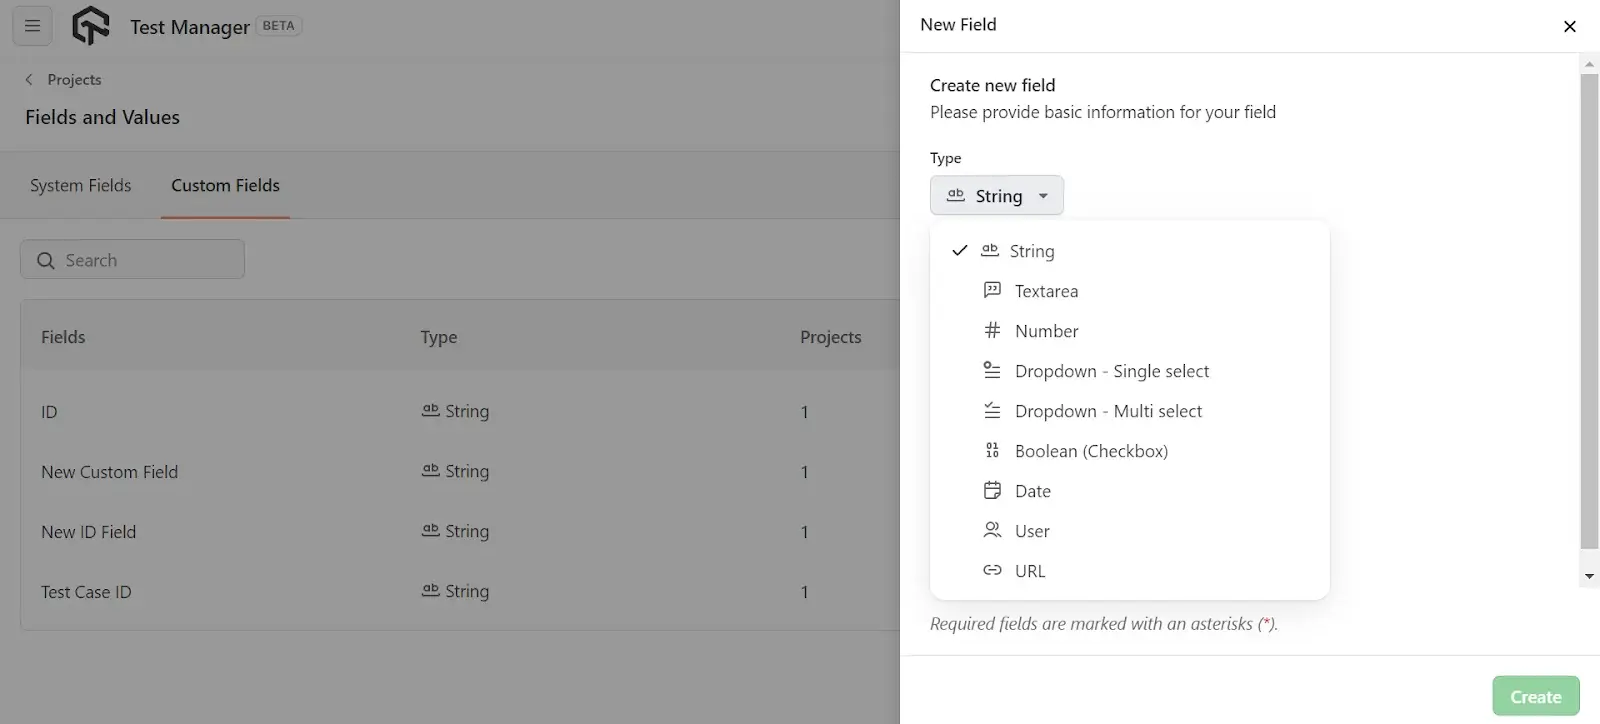 Test Manager BETA
Projects
Fields and Values
System Fields Custom Fields
Search
Fields Type Projects
ID String 1
New Custom Field String 1
New ID Field String 1
Test Case ID String 1
New Field
Create new field
Please provide basic information for your field
Type
String
String
Textarea
Number
Dropdown - Single select
Dropdown - Multi select
Boolean (Checkbox)
Date
User
URL
Required fields are marked with an asterisks (*).
Create